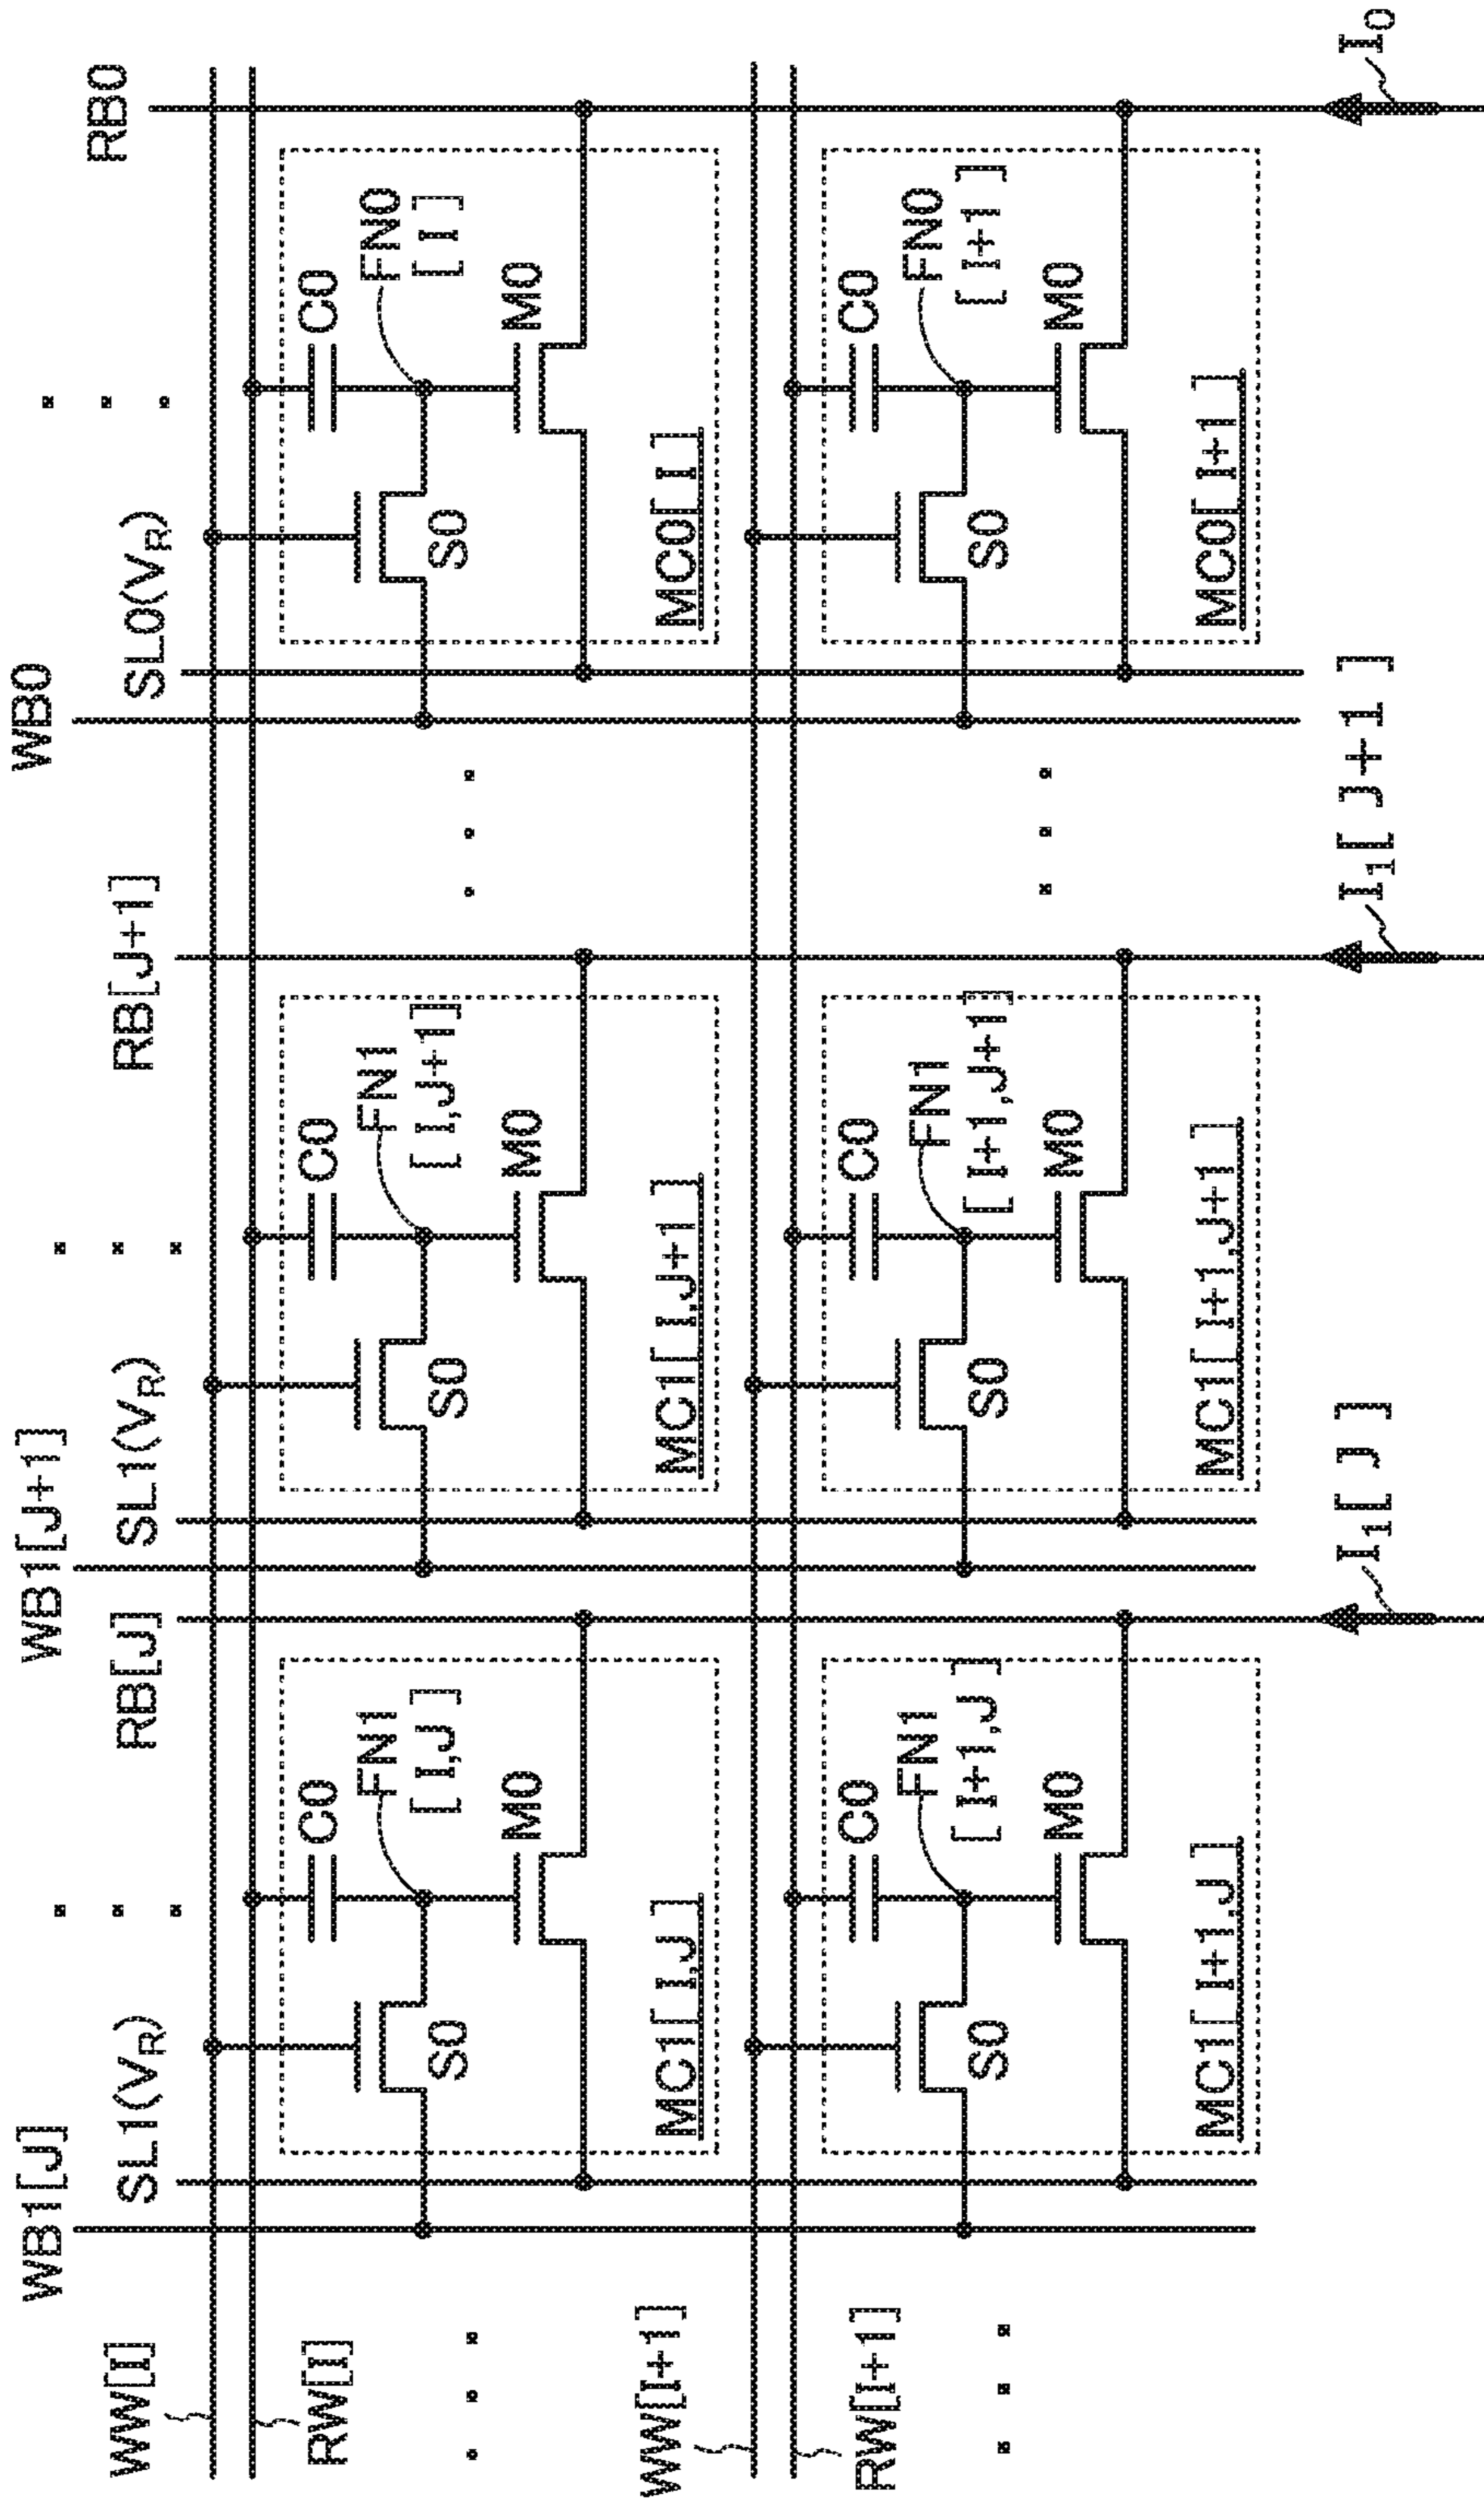 WB1[J]
WB1[J+1]
WB0
SL1(V_R)
RB[J]
SL1(V_R)
RB[J+1]
SL0(V_R)
RB0
WW[I]
RW[I]
C0
FN1
[I,J]
S0
M0
MC1[I,J]
C0
FN1
[I,J+1]
S0
M0
MC1[I,J+1]
C0
FN0
[I]
S0
M0
MC0[I]
WW[I+1]
RW[I+1]
C0
FN1
[I+1,J]
S0
M0
MC1[I+1,J]
C0
FN1
[I+1,J+1]
S0
M0
MC1[I+1,J+1]
C0
FN0
[I+1]
S0
M0
MC0[I+1]
I₁[J]
I₁[J+1]
I₀